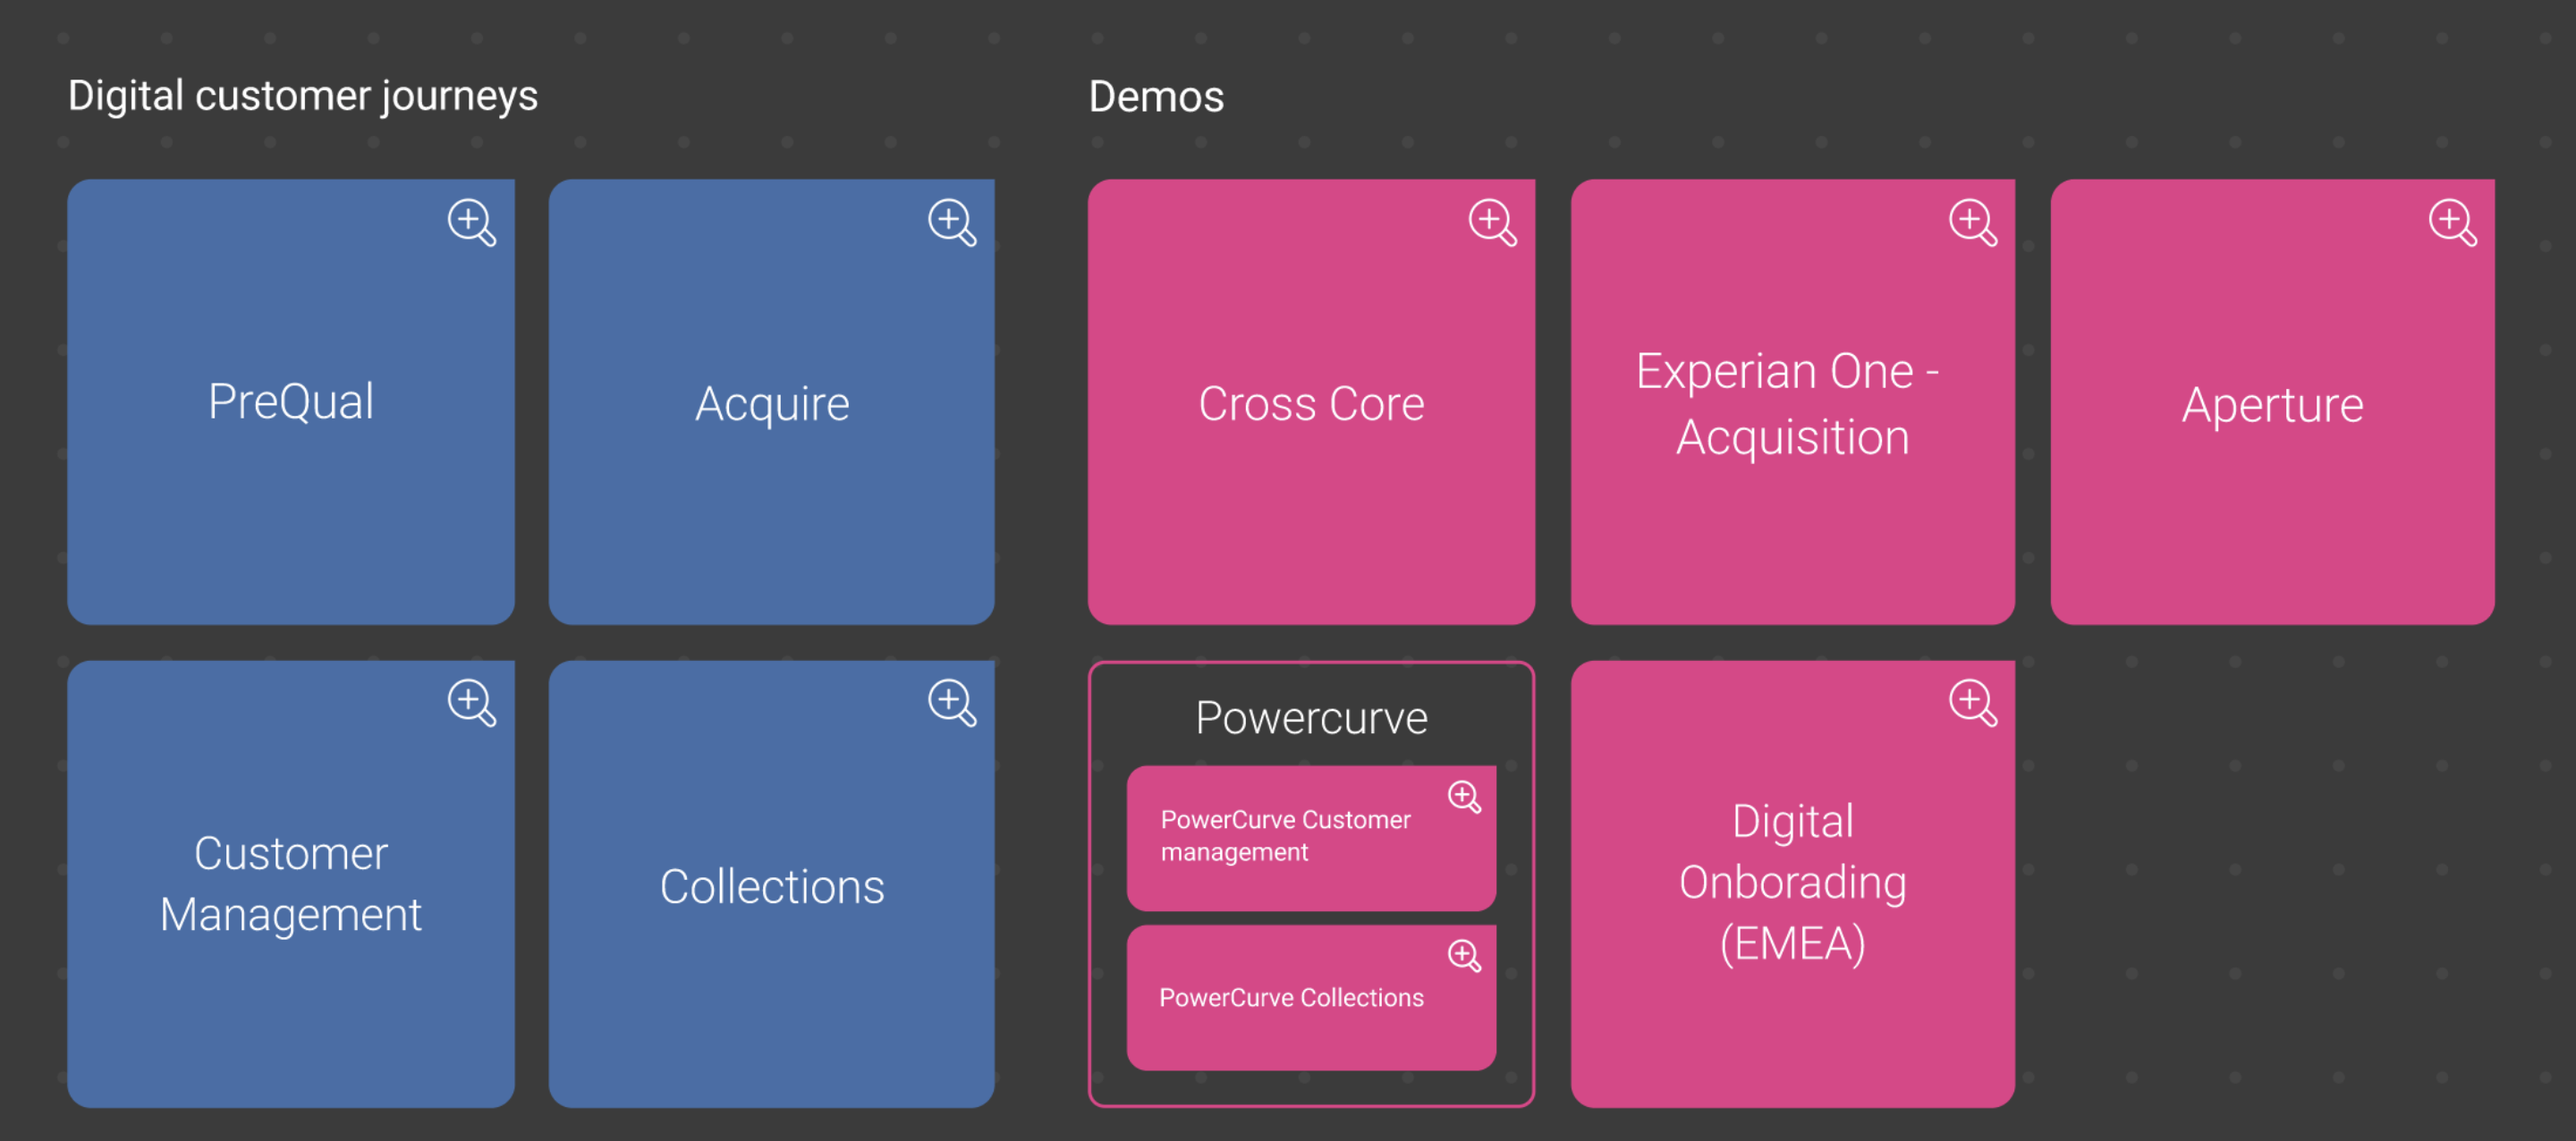 Digital customer journeys
PreQual
Acquire
Customer
Management
Collections
Demos
Cross Core
Experian One -
Acquisition
Aperture
Powercurve
PowerCurve Customer
management
PowerCurve Collections
Digital
Onborading
(EMEA)